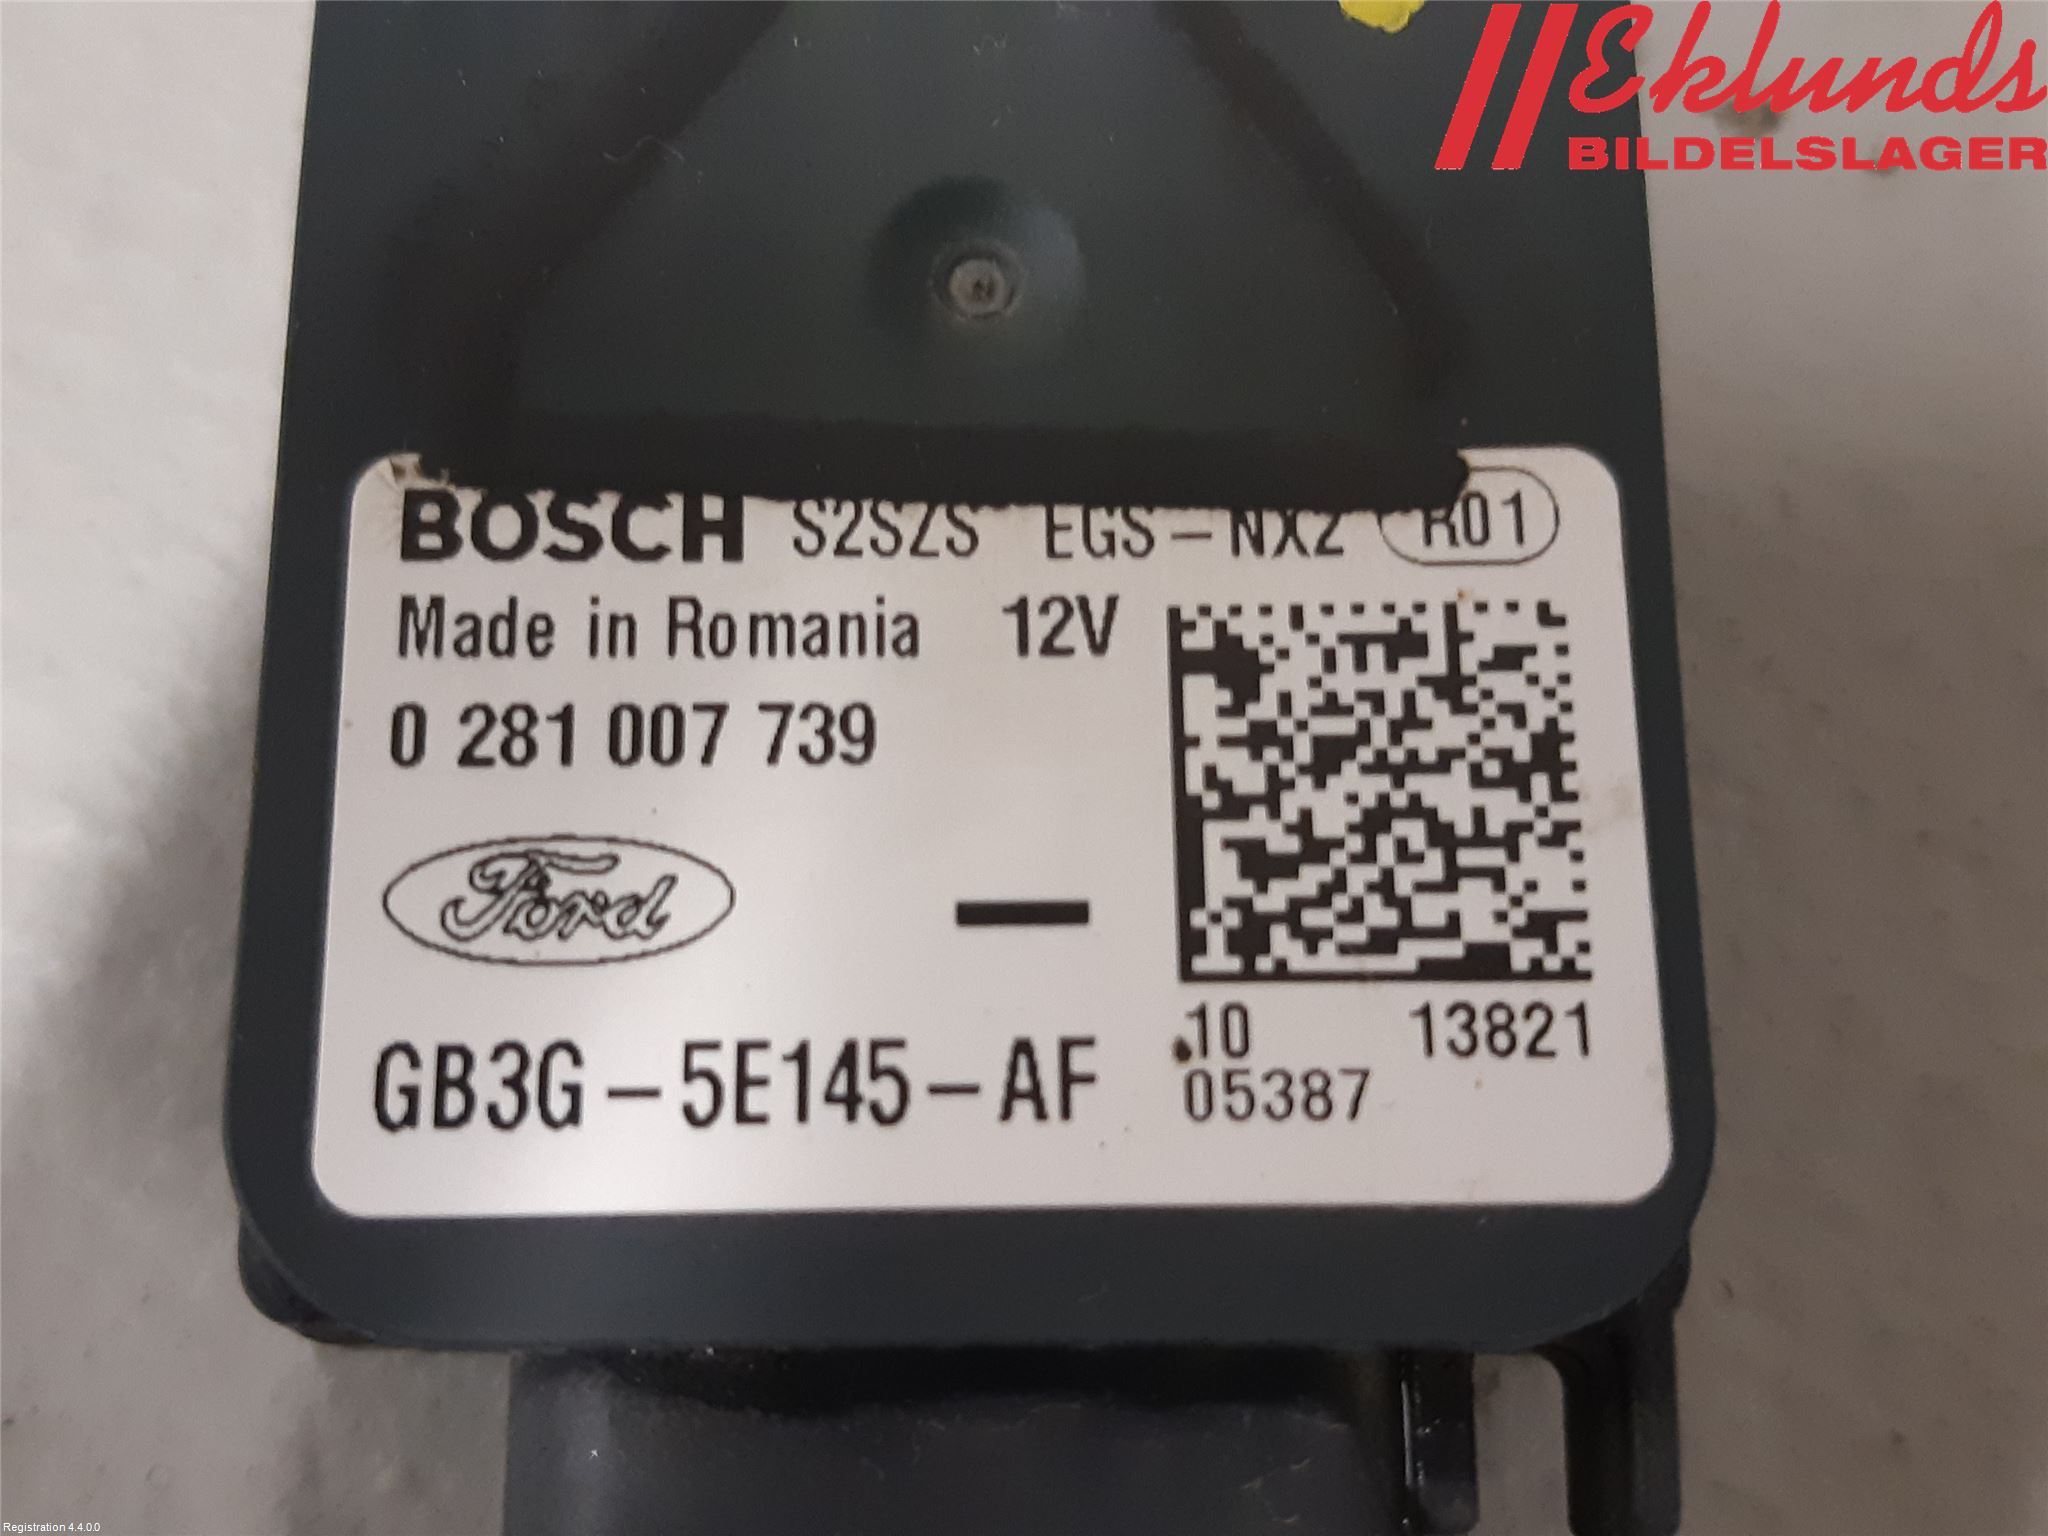 Eklunds
BILDELSLAGER
BOSCH S2SZS EGS-NX2 R01
Made in Romania 12V
0 281 007 739
Ford
GB3G-5E145-AF
10 13821
05387
Registration 4.4.0.0